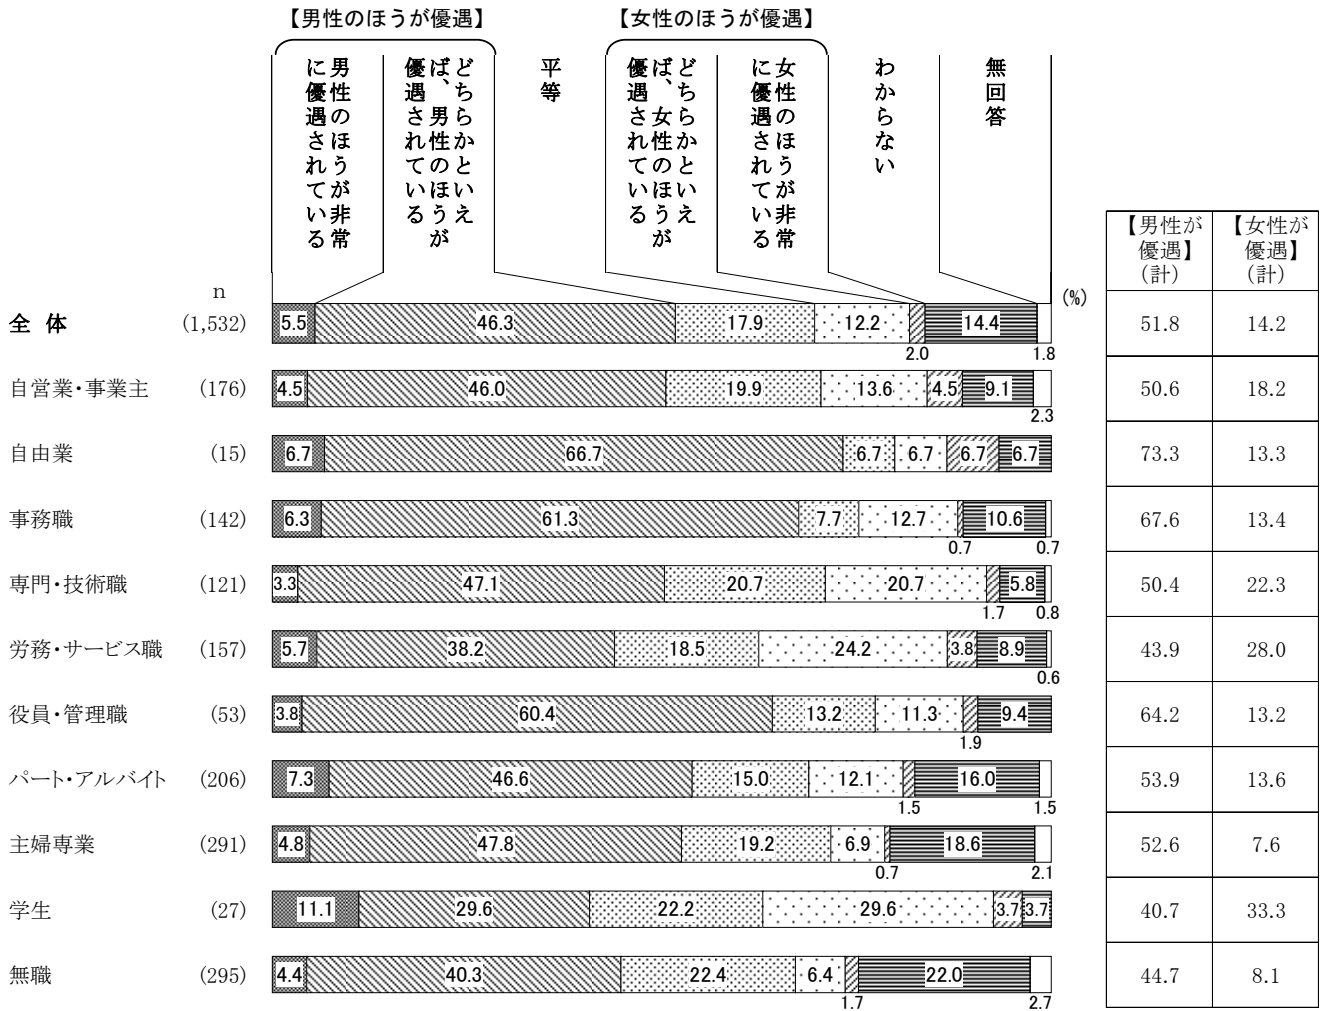 【男性のほうが優遇】 【女性のほうが優遇】
男性のほうが非常に優遇されている
どちらかといえば、男性のほうが優遇されている
平等
どちらかといえば、女性のほうが優遇されている
女性のほうが非常に優遇されている
わからない
無回答
【男性が優遇】(計)
【女性が優遇】(計)
n
(%)
全 体 (1,532) 5.5 46.3 17.9 12.2 2.0 14.4 1.8 51.8 14.2
自営業・事業主 (176) 4.5 46.0 19.9 13.6 4.5 9.1 2.3 50.6 18.2
自由業 (15) 6.7 66.7 6.7 6.7 6.7 6.7 73.3 13.3
事務職 (142) 6.3 61.3 7.7 12.7 0.7 10.6 0.7 67.6 13.4
専門・技術職 (121) 3.3 47.1 20.7 20.7 1.7 5.8 0.8 50.4 22.3
労務・サービス職 (157) 5.7 38.2 18.5 24.2 3.8 8.9 0.6 43.9 28.0
役員・管理職 (53) 3.8 60.4 13.2 11.3 1.9 9.4 64.2 13.2
パート・アルバイト (206) 7.3 46.6 15.0 12.1 1.5 16.0 1.5 53.9 13.6
主婦専業 (291) 4.8 47.8 19.2 6.9 0.7 18.6 2.1 52.6 7.6
学生 (27) 11.1 29.6 22.2 29.6 3.7 3.7 40.7 33.3
無職 (295) 4.4 40.3 22.4 6.4 1.7 22.0 2.7 44.7 8.1